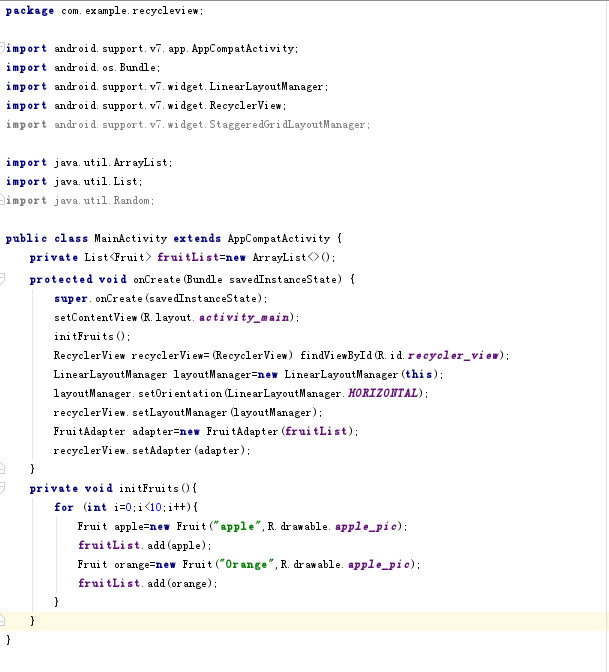 package com.example.recycleview;
import android.support.v7.app.AppCompatActivity;
import android.os.Bundle;
import android.support.v7.widget.LinearLayoutManager;
import android.support.v7.widget.RecyclerView;
import android.support.v7.widget.StaggeredGridLayoutManager;
import java.util.ArrayList;
import java.util.List;
import java.util.Random;
public class MainActivity extends AppCompatActivity {
    private List<Fruit> fruitList=new ArrayList<>();
    protected void onCreate(Bundle savedInstanceState) {
        super.onCreate(savedInstanceState);
        setContentView(R.layout.activity_main);
        initFruits();
        RecyclerView recyclerView=(RecyclerView) findViewById(R.id.recycler_view);
        LinearLayoutManager layoutManager=new LinearLayoutManager(this);
        layoutManager.setOrientation(LinearLayoutManager.HORIZONTAL);
        recyclerView.setLayoutManager(layoutManager);
        FruitAdapter adapter=new FruitAdapter(fruitList);
        recyclerView.setAdapter(adapter);
    }
    private void initFruits(){
        for (int i=0;i<10;i++){
            Fruit apple=new Fruit("apple",R.drawable.apple_pic);
            fruitList.add(apple);
            Fruit orange=new Fruit("Orange",R.drawable.apple_pic);
            fruitList.add(orange);
        }
    }
}